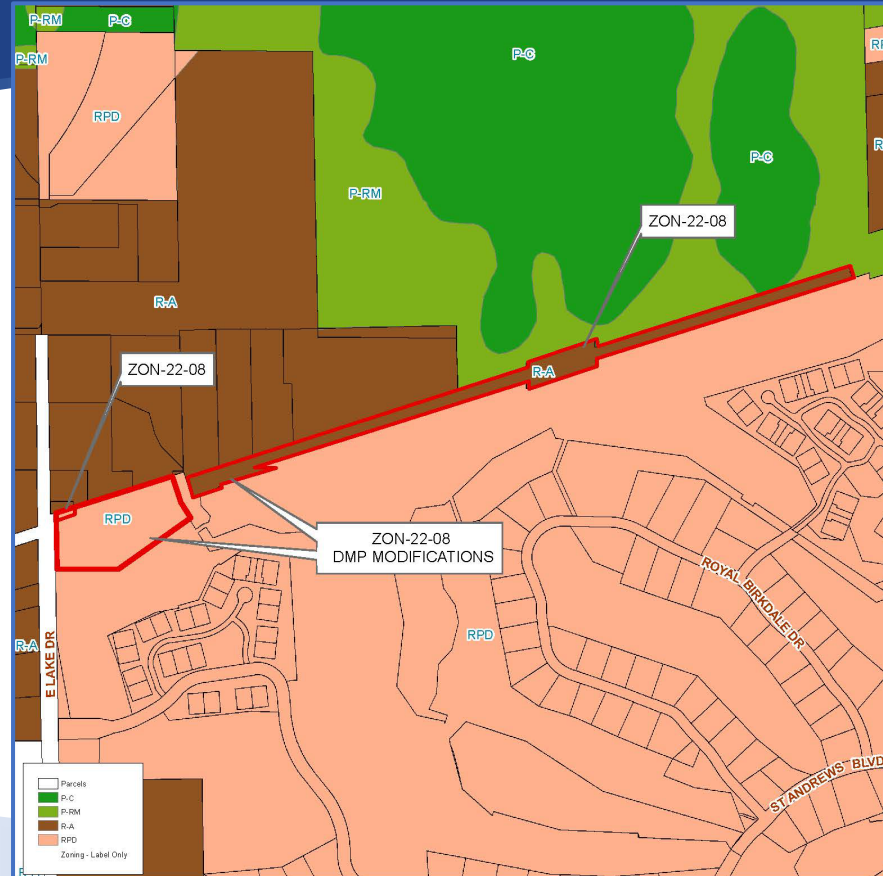 P-RM
P-C
P-RM
RPD
P-C
RP
R
P-C
P-RM
ZON-22-08
R-A
ZON-22-08
R-A
RPD
ZON-22-08
DMP MODIFICATIONS
ROYAL BIRKDALE DR
RPD
R-A
E LAKE DR
ST ANDREWS BLVD
Parcels
P-C
P-RM
R-A
RPD
Zoning - Label Only